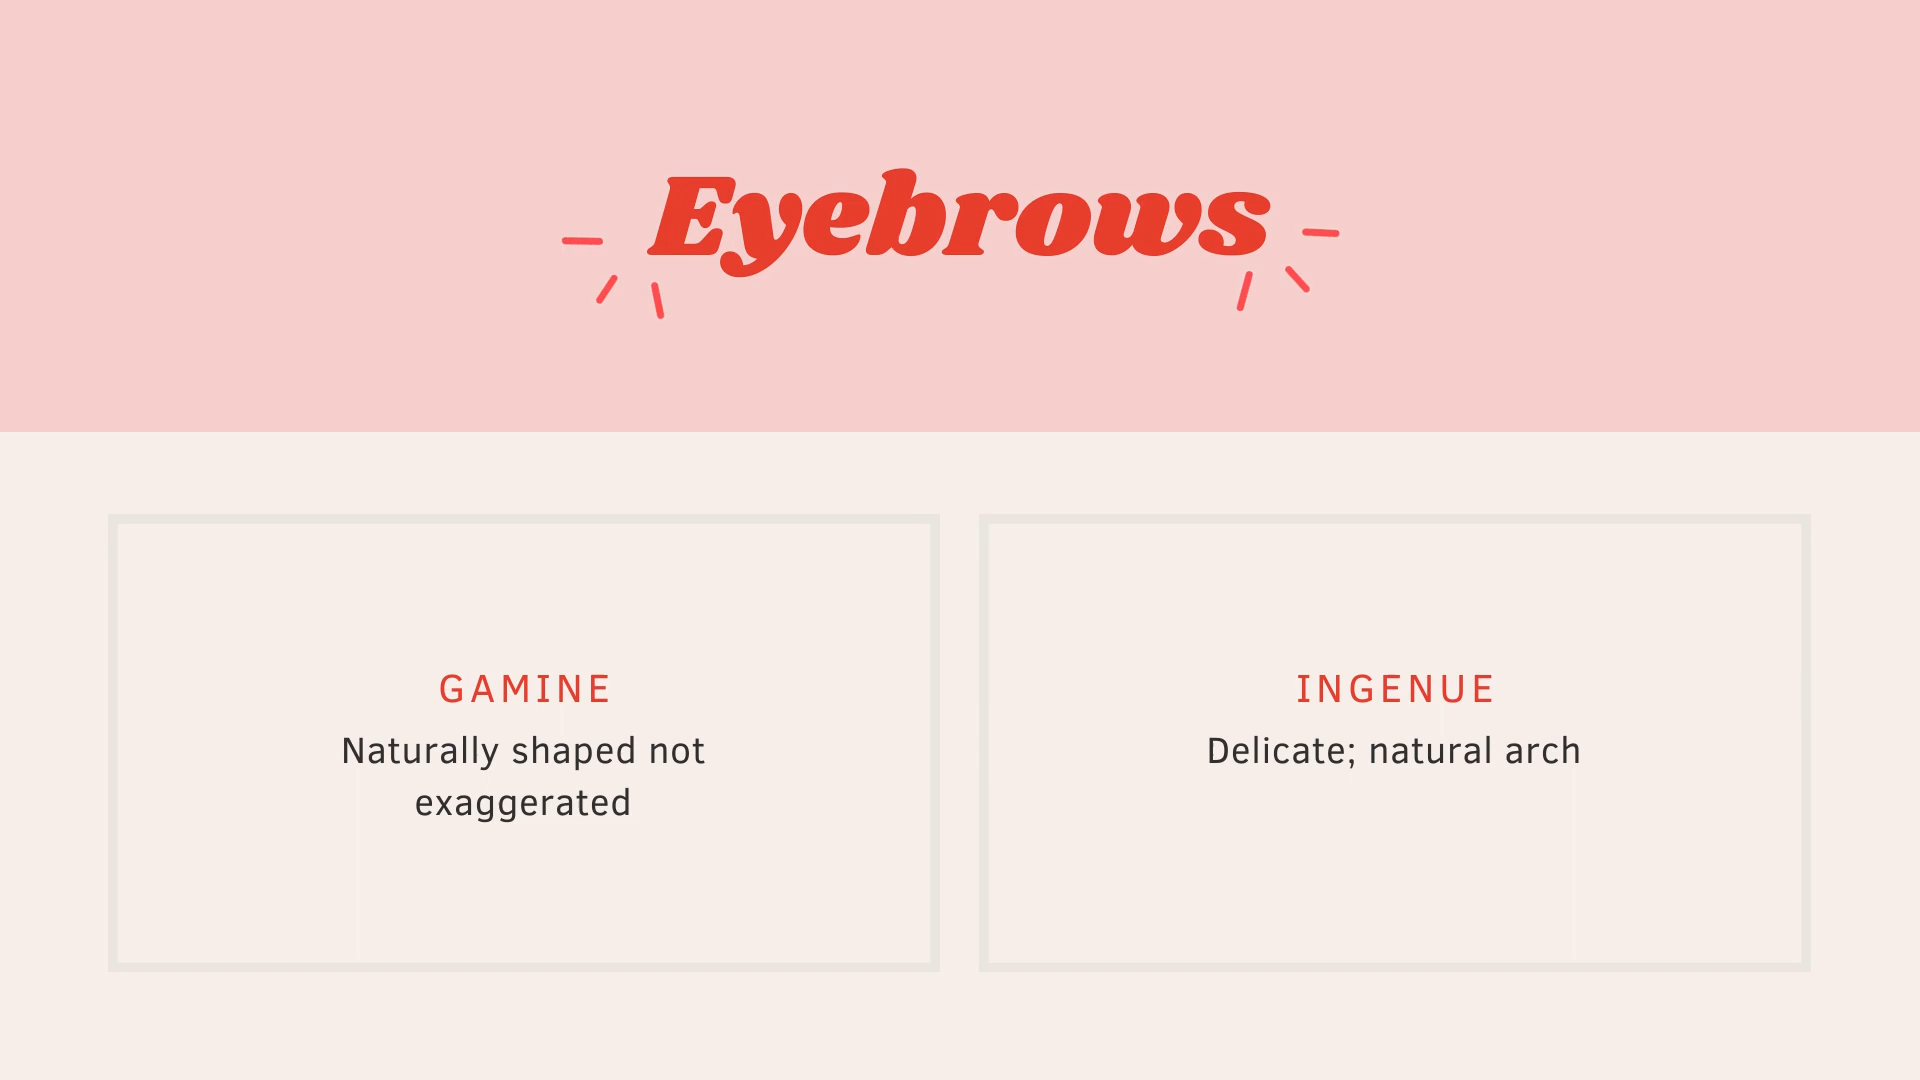 Eyebrows
GAMINE
Naturally shaped not
exaggerated
INGENUE
Delicate; natural arch